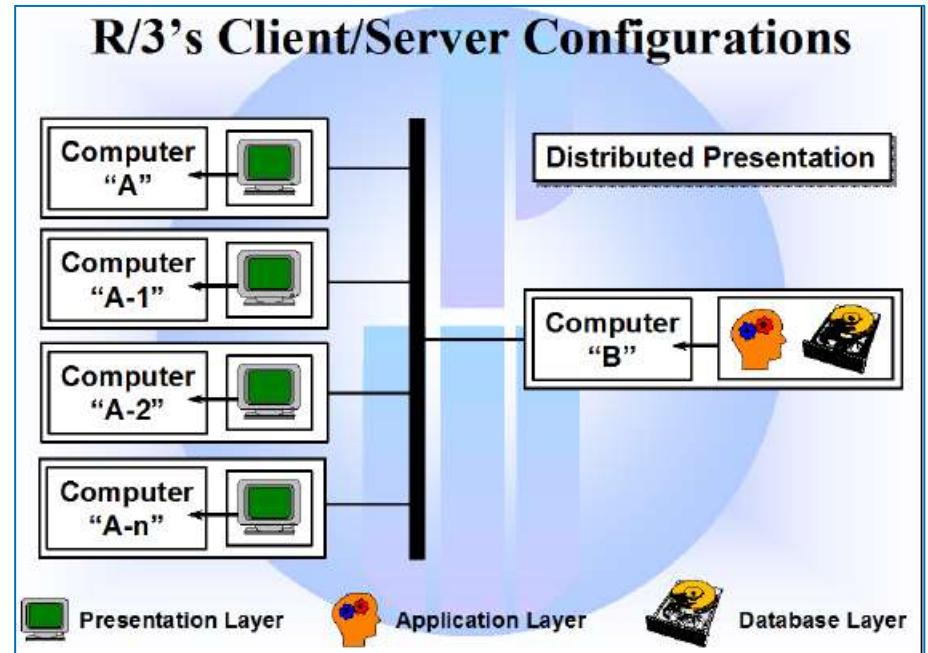 R/3's Client/Server Configurations
Computer
“A”
Distributed Presentation
Computer
“A-1”
Computer
“B”
Computer
“A-2”
Computer
“A-n”
Presentation Layer
Application Layer
Database Layer